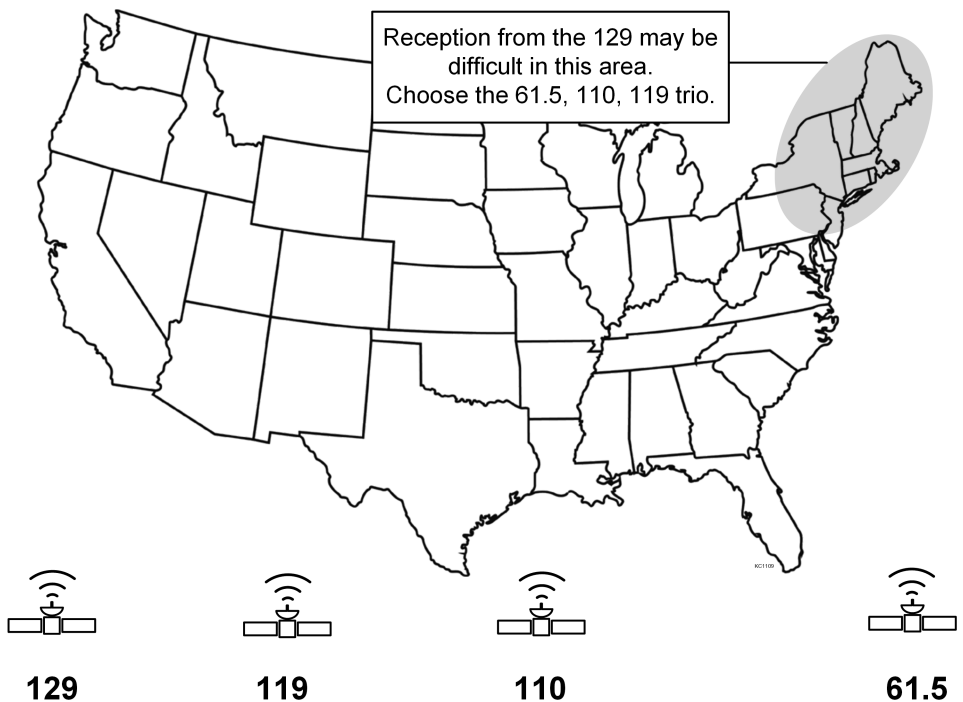 Reception from the 129 may be
difficult in this area.
Choose the 61.5, 110, 119 trio.
KC1109
129
119
110
61.5